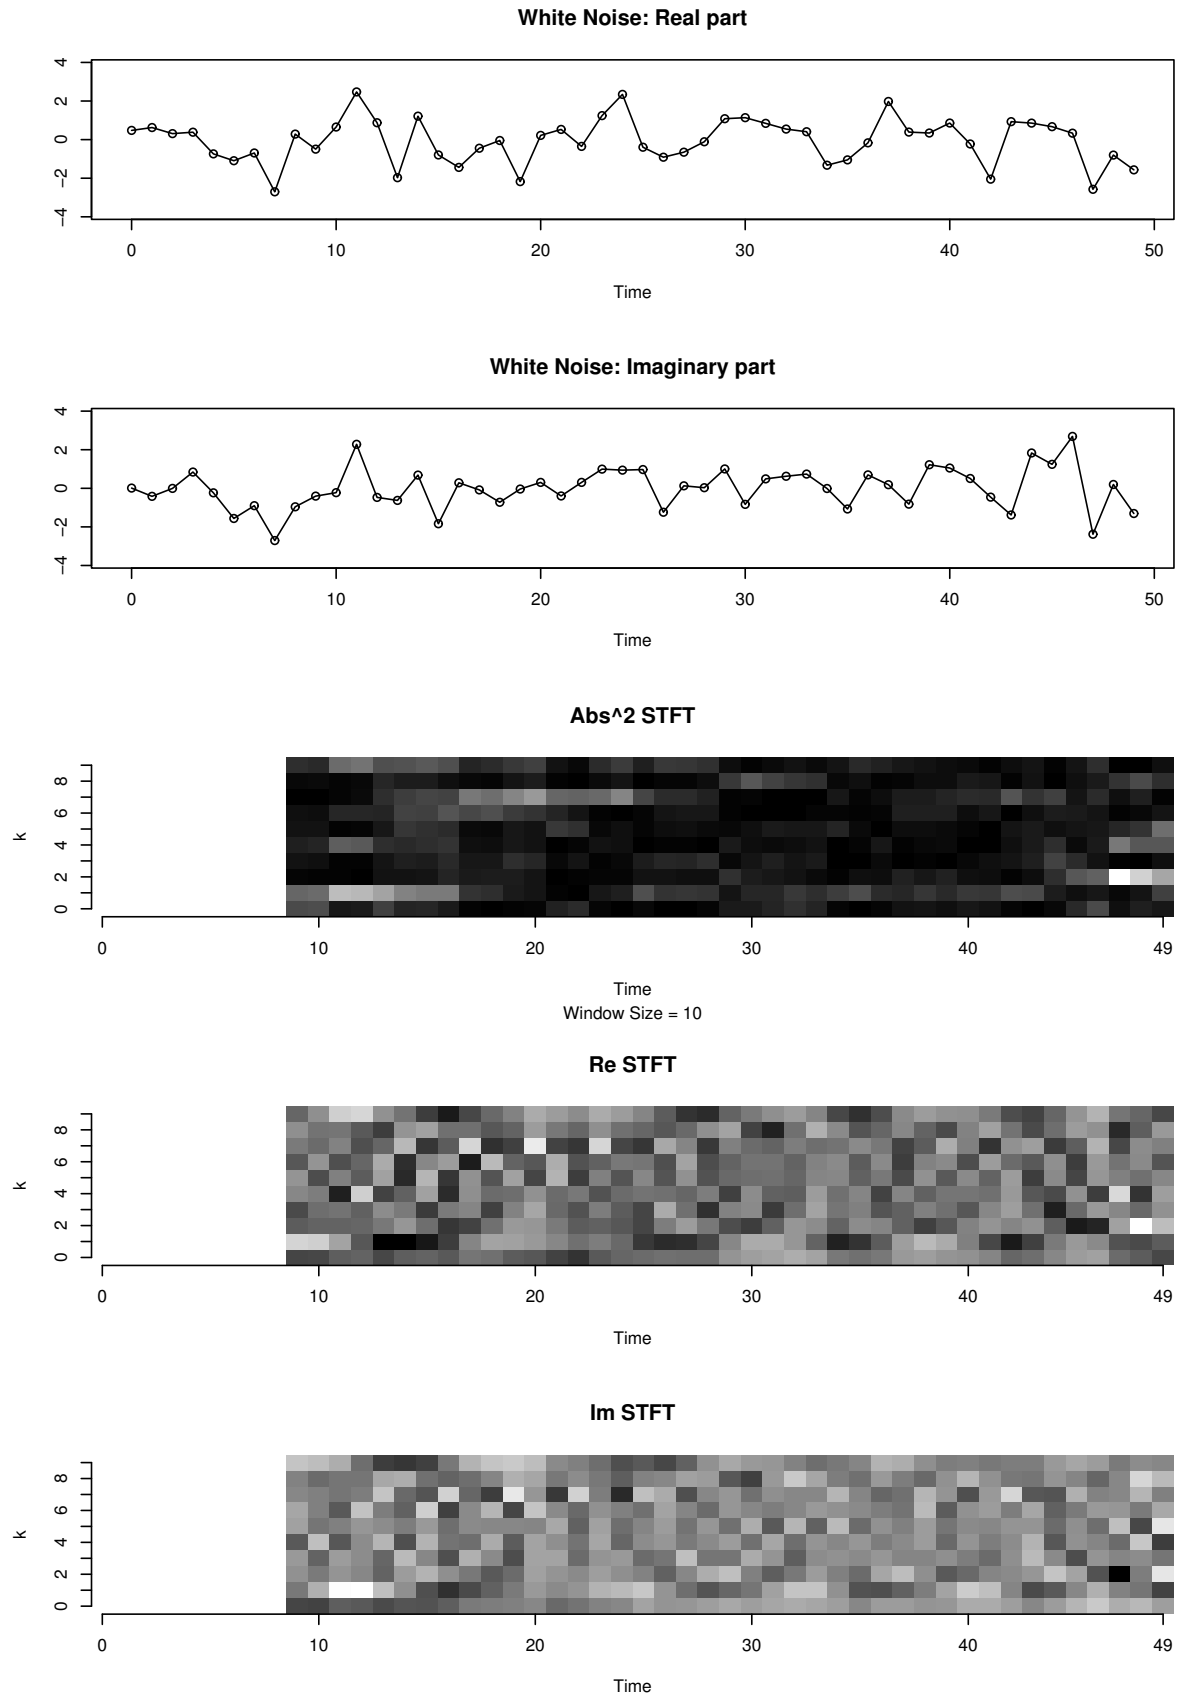 White Noise: Real part
4
2
0
−2
−4
0 10 20 30 40 50
Time
White Noise: Imaginary part
4
2
0
−2
−4
0 10 20 30 40 50
Time
Abs^2 STFT
k
8
6
4
2
0
0 10 20 30 40 49
Time
Window Size = 10
Re STFT
k
8
6
4
2
0
0 10 20 30 40 49
Time
Im STFT
k
8
6
4
2
0
0 10 20 30 40 49
Time